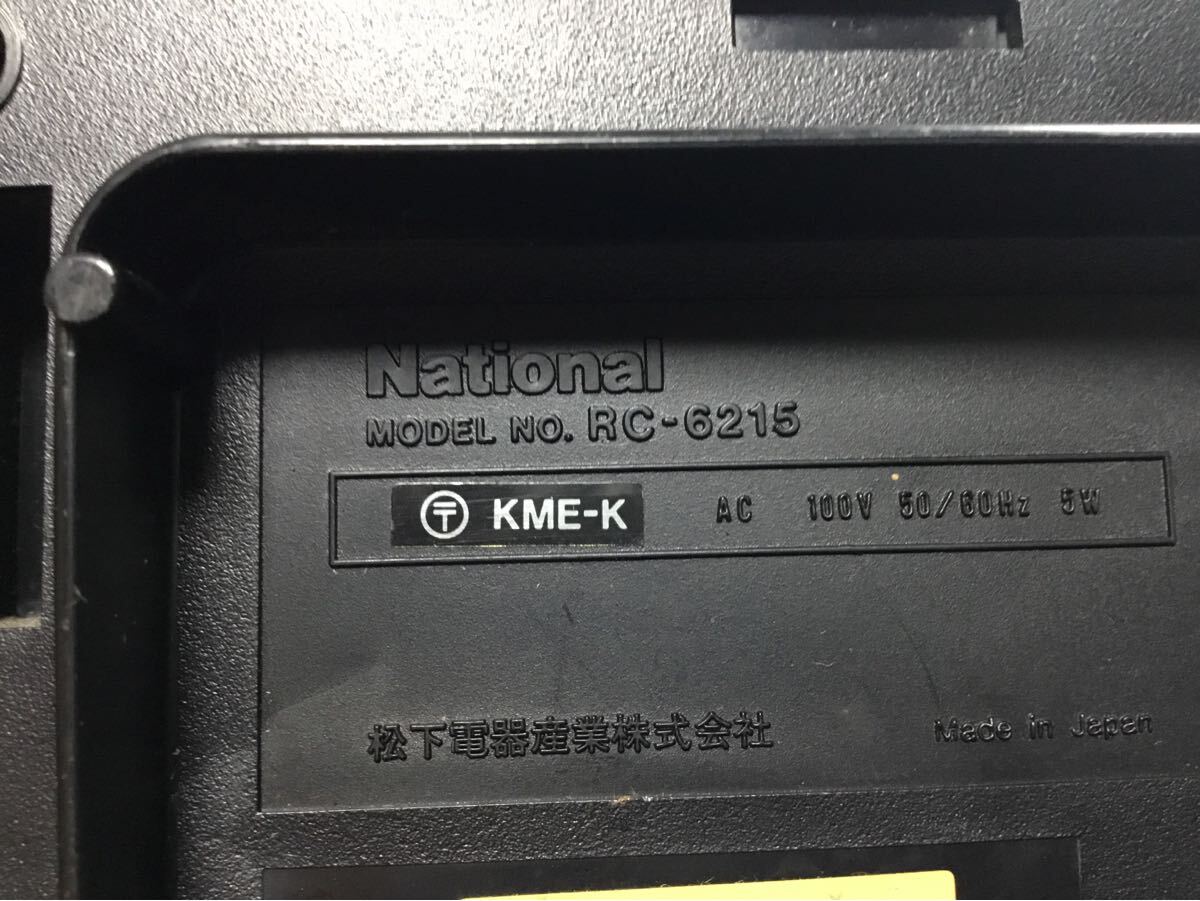 National
MODEL NO. RC-6215
〶 KME-K AC 100V 50/60Hz 5W
松下電器産業株式会社
Made in Japan